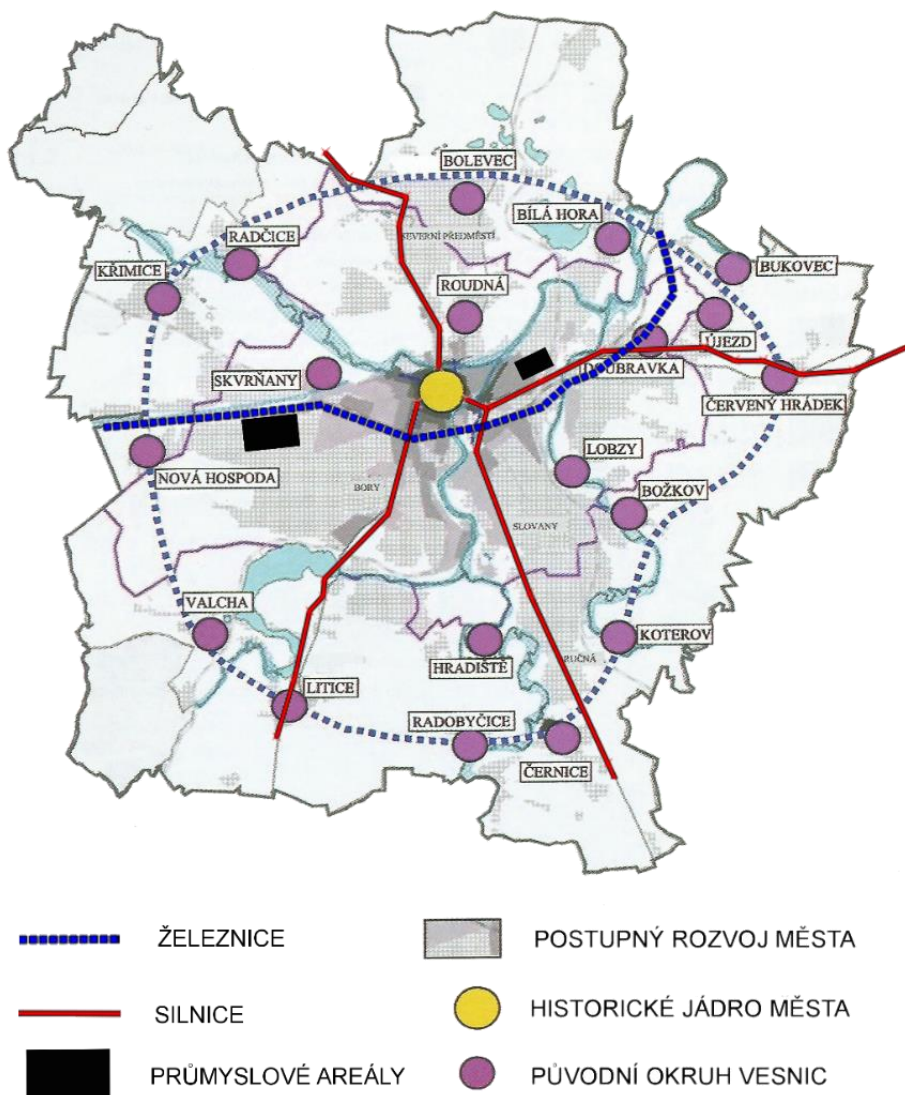 BOLEVEC
BÍLÁ HORA
SEVERNÍ PŘEDMĚSTÍ
RADČICE
KŘIMICE
BUKOVEC
ROUDNÁ
ÚJEZD
SKVRŇANY
DOUBRAVKA
ČERVENÝ HRÁDEK
NOVÁ HOSPODA
LOBZY
BORY
BOŽKOV
SLOVANY
VALCHA
HRADIŠTĚ
KOTEROV
LITICE
RADOBYČICE
ČERNICE
ŽELEZNICE
POSTUPNÝ ROZVOJ MĚSTA
SILNICE
HISTORICKÉ JÁDRO MĚSTA
PRŮMYSLOVÉ AREÁLY
PŮVODNÍ OKRUH VESNIC